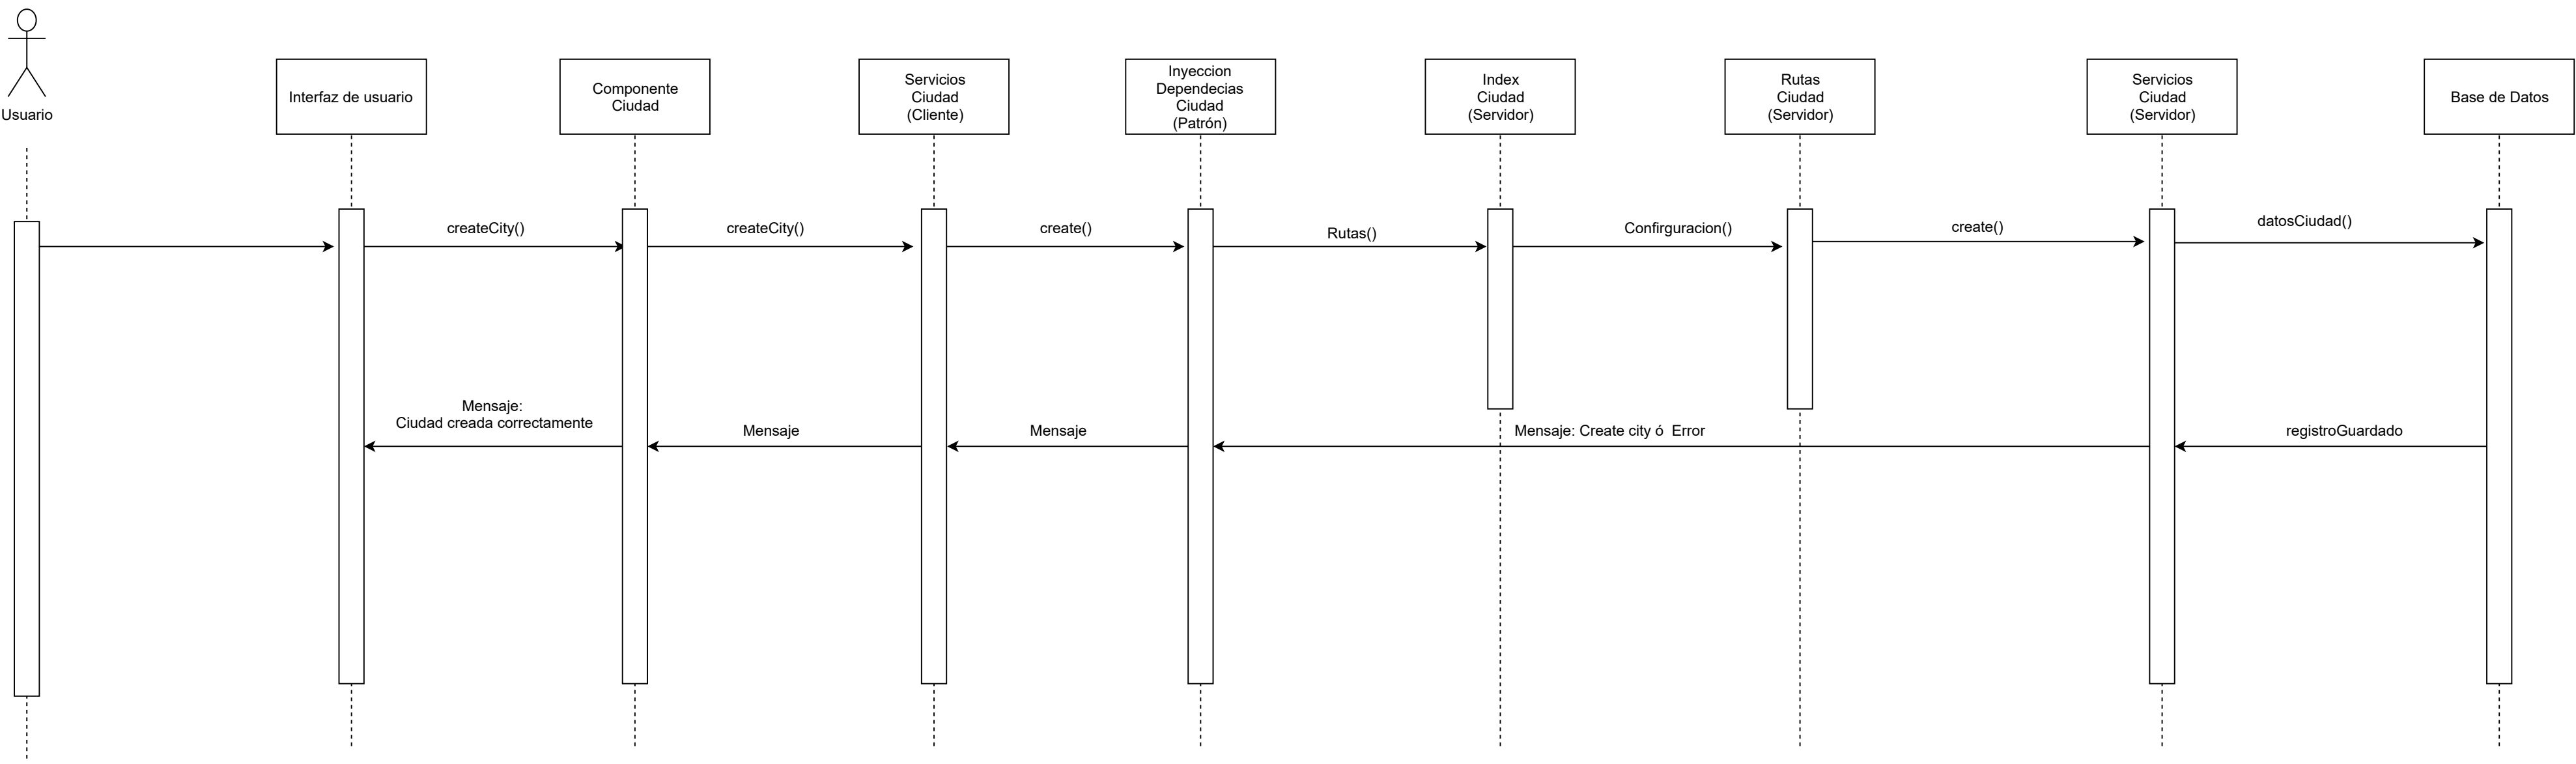 Usuario
Interfaz de usuario
Componente
Ciudad
Servicios
Ciudad
(Cliente)
Inyeccion
Dependecias
Ciudad
(Patrón)
Index
Ciudad
(Servidor)
Rutas
Ciudad
(Servidor)
Servicios
Ciudad
(Servidor)
Base de Datos
createCity()
createCity()
create()
Rutas()
Confirguracion()
create()
datosCiudad()
Mensaje:
Ciudad creada correctamente
Mensaje
Mensaje
Mensaje: Create city ó  Error
registroGuardado